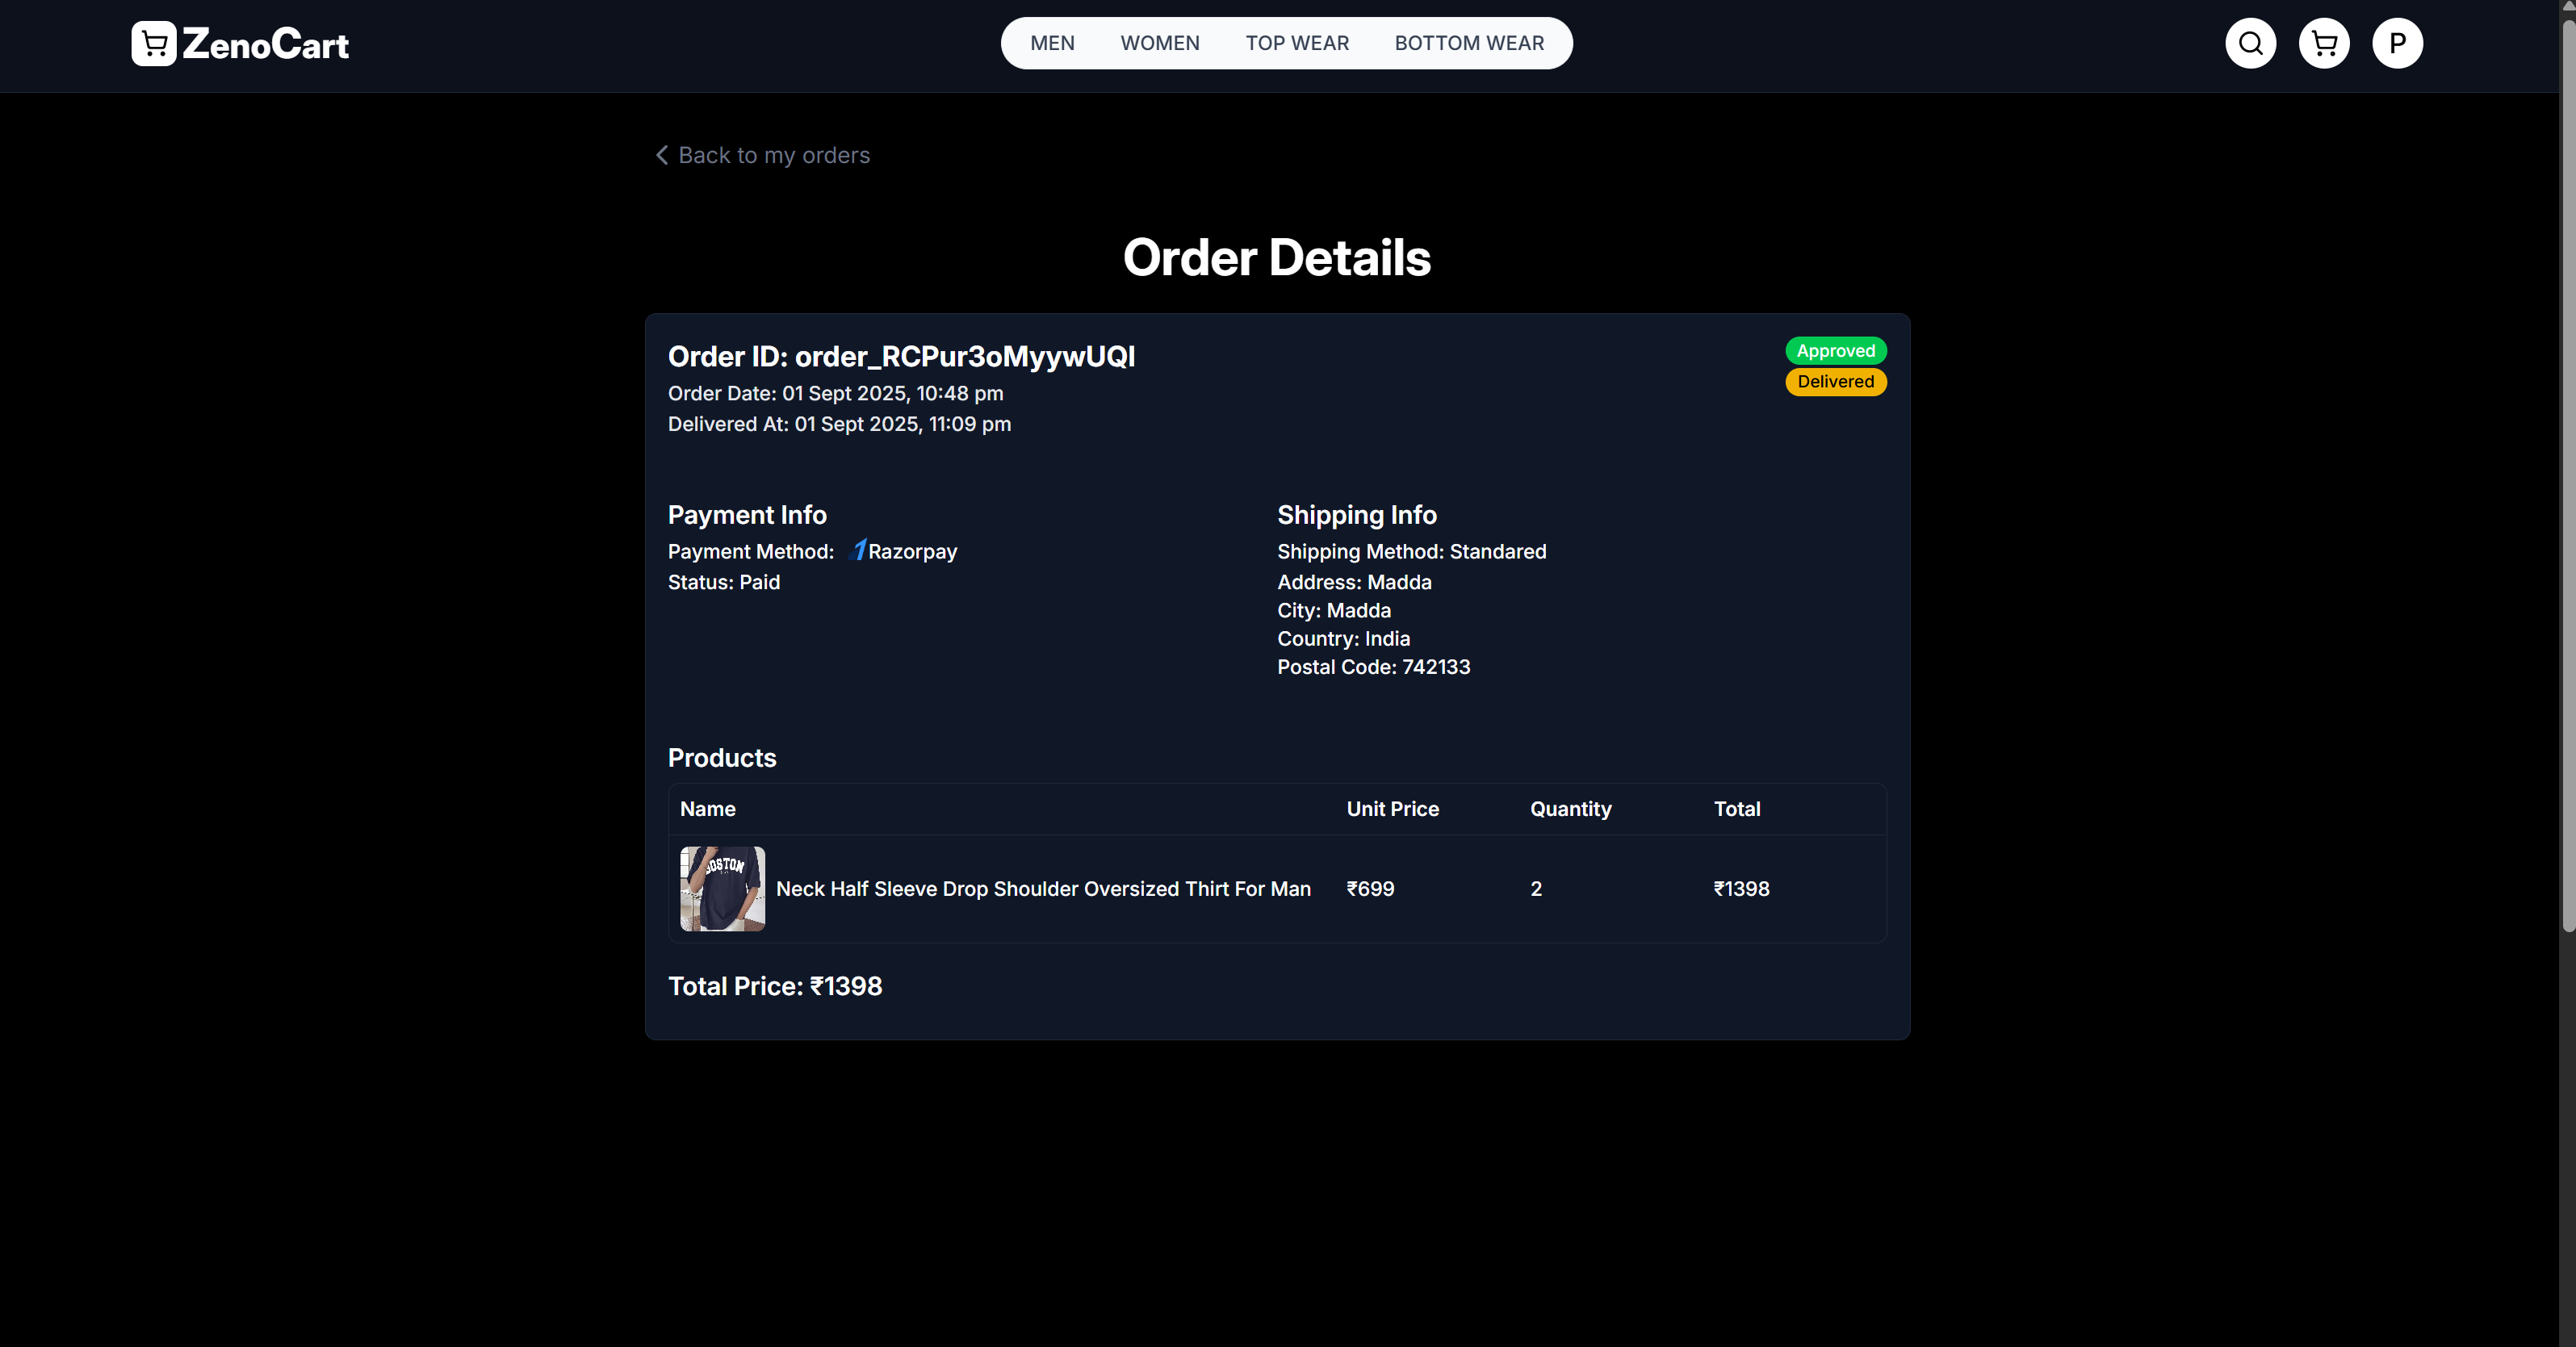 ZenoCart
MEN WOMEN TOP WEAR BOTTOM WEAR
P
Back to my orders
Order Details
Order ID: order_RCPur3oMyywUQI
Approved
Order Date: 01 Sept 2025, 10:48 pm
Delivered
Delivered At: 01 Sept 2025, 11:09 pm
Payment Info
Payment Method: Razorpay
Status: Paid
Shipping Info
Shipping Method: Standared
Address: Madda
City: Madda
Country: India
Postal Code: 742133
Products
Name Unit Price Quantity Total
BOSTON
Neck Half Sleeve Drop Shoulder Oversized Thirt For Man ₹699 2 ₹1398
Total Price: ₹1398